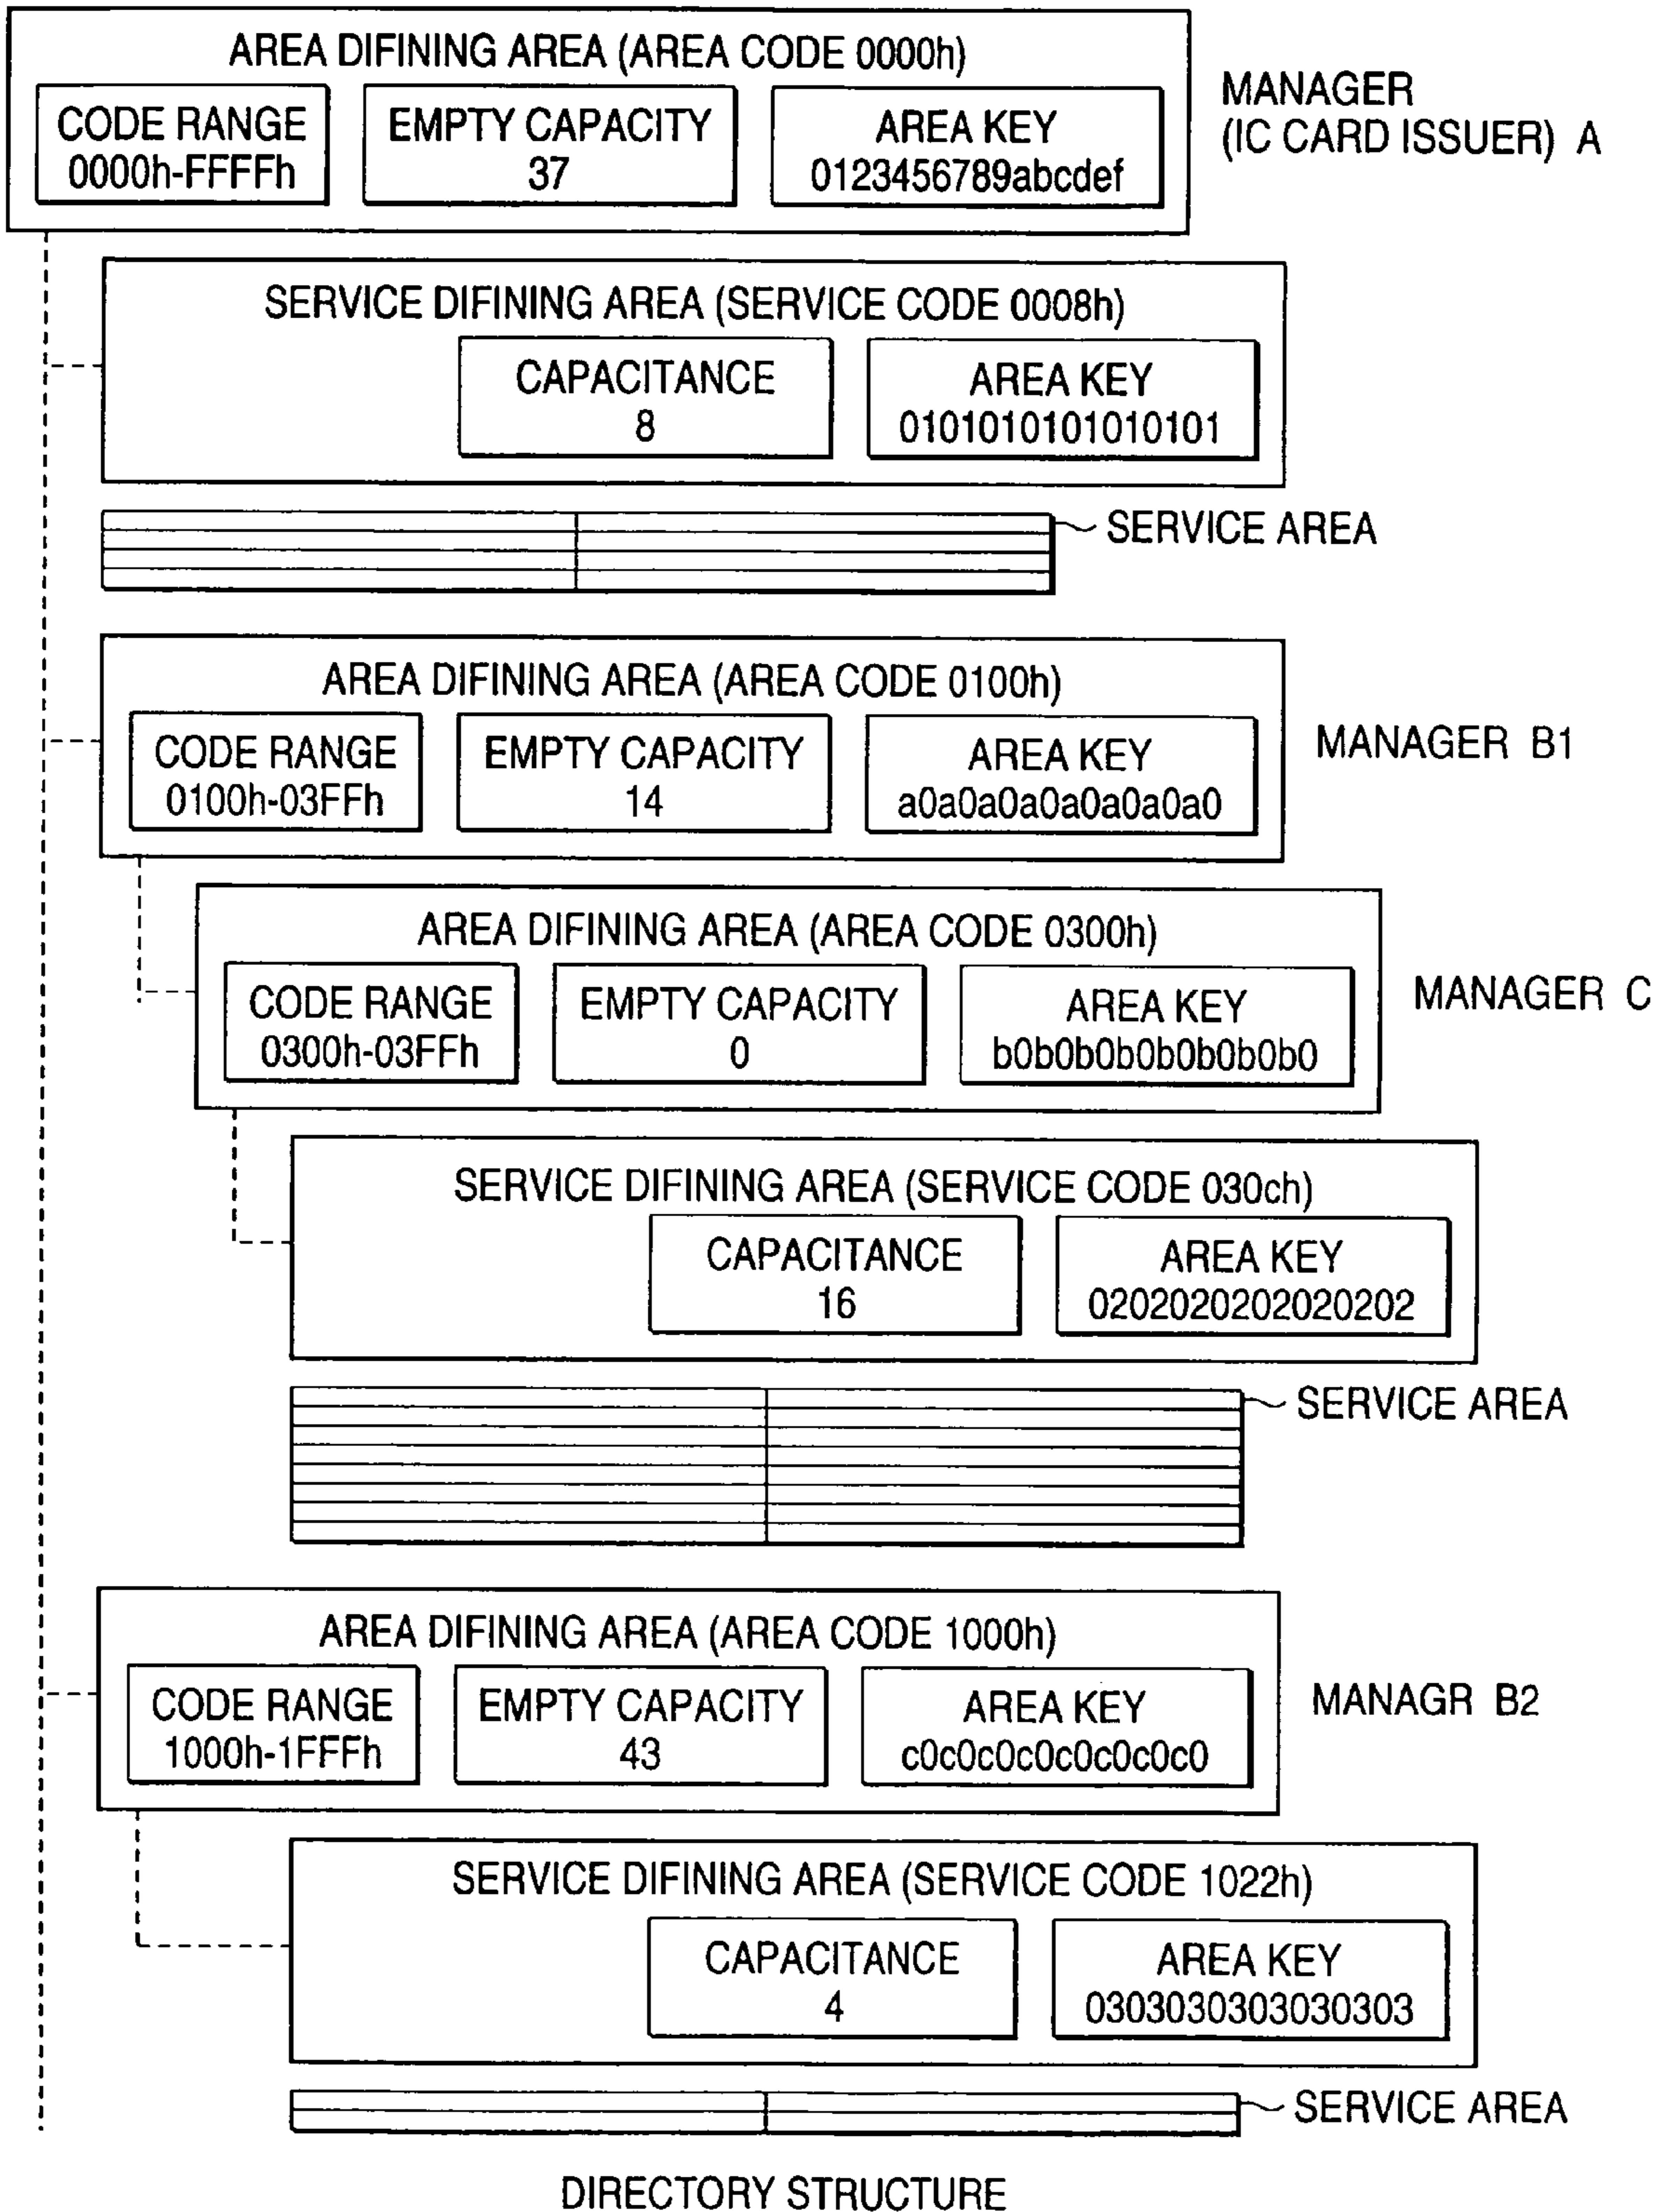 AREA DIFINING AREA (AREA CODE 0000h)
CODE RANGE
0000h-FFFFh
EMPTY CAPACITY
37
AREA KEY
0123456789abcdef
MANAGER
(IC CARD ISSUER) A
SERVICE DIFINING AREA (SERVICE CODE 0008h)
CAPACITANCE
8
AREA KEY
0101010101010101
SERVICE AREA
AREA DIFINING AREA (AREA CODE 0100h)
CODE RANGE
0100h-03FFh
EMPTY CAPACITY
14
AREA KEY
a0a0a0a0a0a0a0a0
MANAGER B1
AREA DIFINING AREA (AREA CODE 0300h)
CODE RANGE
0300h-03FFh
EMPTY CAPACITY
0
AREA KEY
b0b0b0b0b0b0b0b0
MANAGER C
SERVICE DIFINING AREA (SERVICE CODE 030ch)
CAPACITANCE
16
AREA KEY
0202020202020202
SERVICE AREA
AREA DIFINING AREA (AREA CODE 1000h)
CODE RANGE
1000h-1FFFh
EMPTY CAPACITY
43
AREA KEY
c0c0c0c0c0c0c0c0
MANAGR B2
SERVICE DIFINING AREA (SERVICE CODE 1022h)
CAPACITANCE
4
AREA KEY
0303030303030303
SERVICE AREA
DIRECTORY STRUCTURE